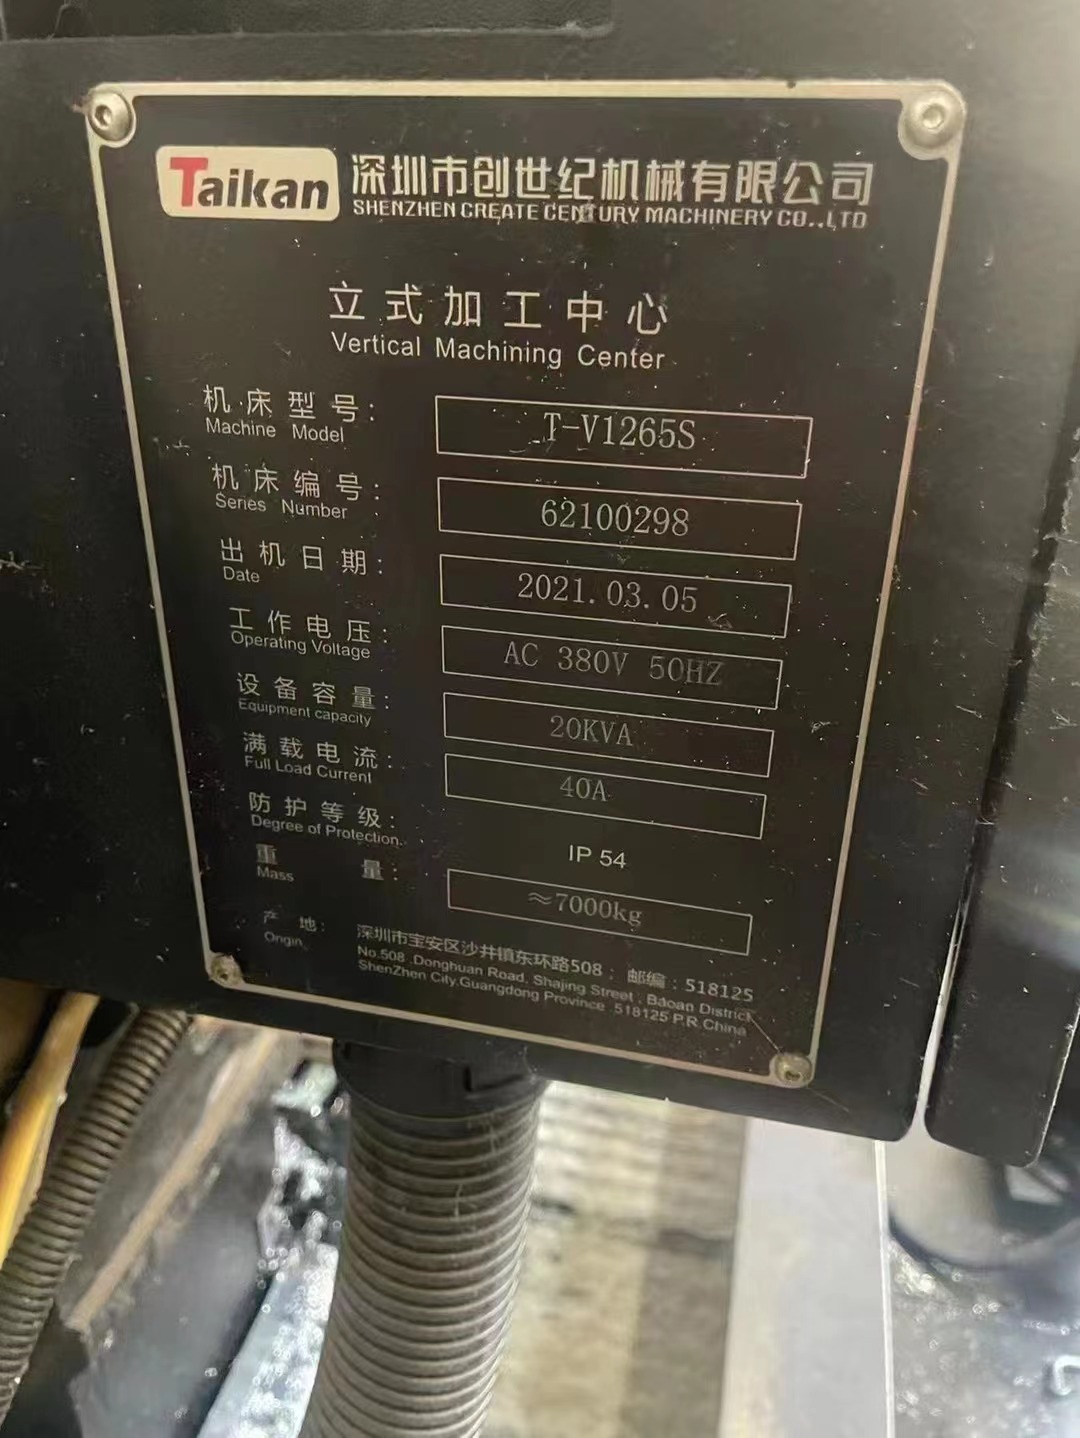 Taikan 深圳市创世纪机械有限公司
SHENZHEN CREATE CENTURY MACHINERY CO.,LTD
立式加工中心
Vertical Machining Center
机床型号: T-V1265S
Machine Model
机床编号: 62100298
Series Number
出机日期: 2021.03.05
Date
工作电压: AC 380V 50HZ
Operating Voltage
设备容量: 20KVA
Equipment capacity
满载电流: 40A
Full Load Current
防护等级: IP 54
Degree of Protection
重量: ≈7000kg
Mass
产地: 深圳市宝安区沙井镇东环路508; 邮编:518125
Origin. No.508 .Donghuan Road, Shajing Street, Baoan District,
ShenZhen City,Guangdong Province 518125 P.R.China